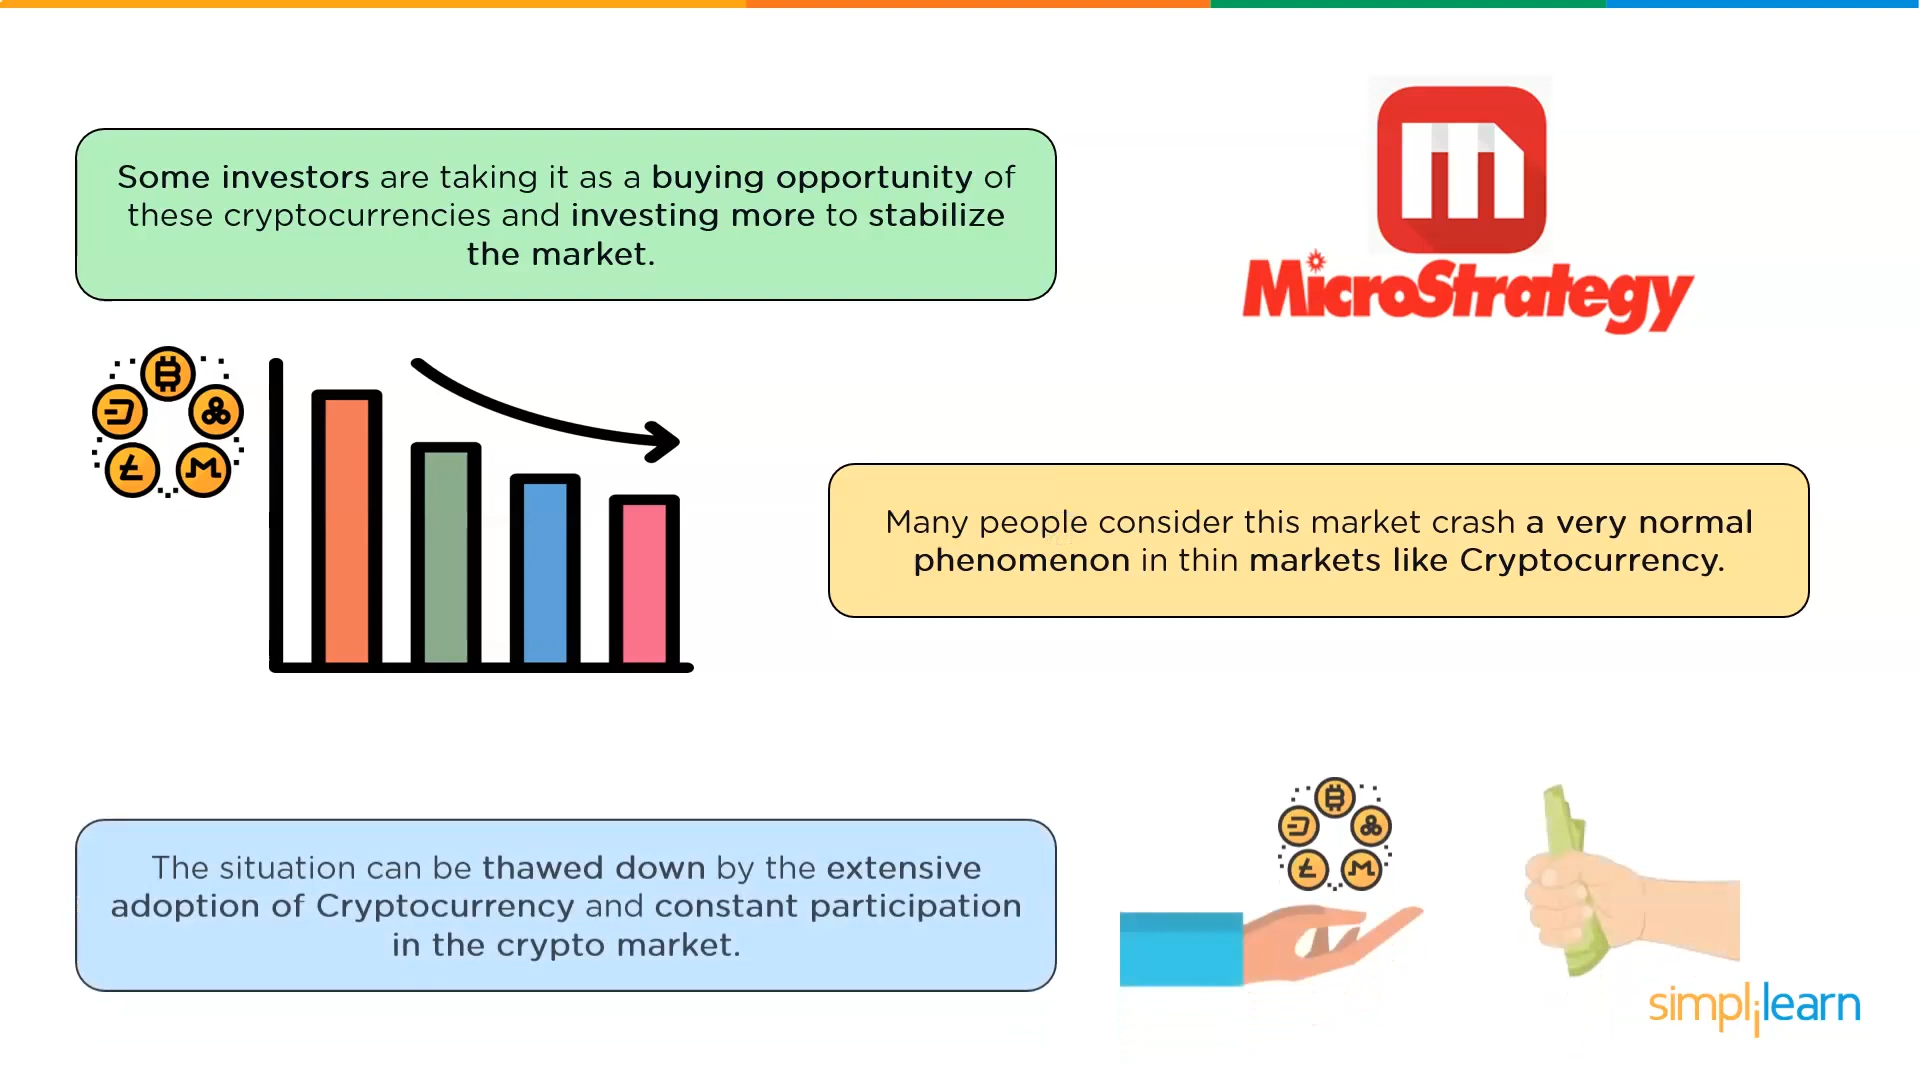 Some investors are taking it as a buying opportunity of
these cryptocurrencies and investing more to stabilize
the market.
MicroStrategy
Many people consider this market crash a very normal
phenomenon in thin markets like Cryptocurrency.
The situation can be thawed down by the extensive
adoption of Cryptocurrency and constant participation
in the crypto market.
simplilearn